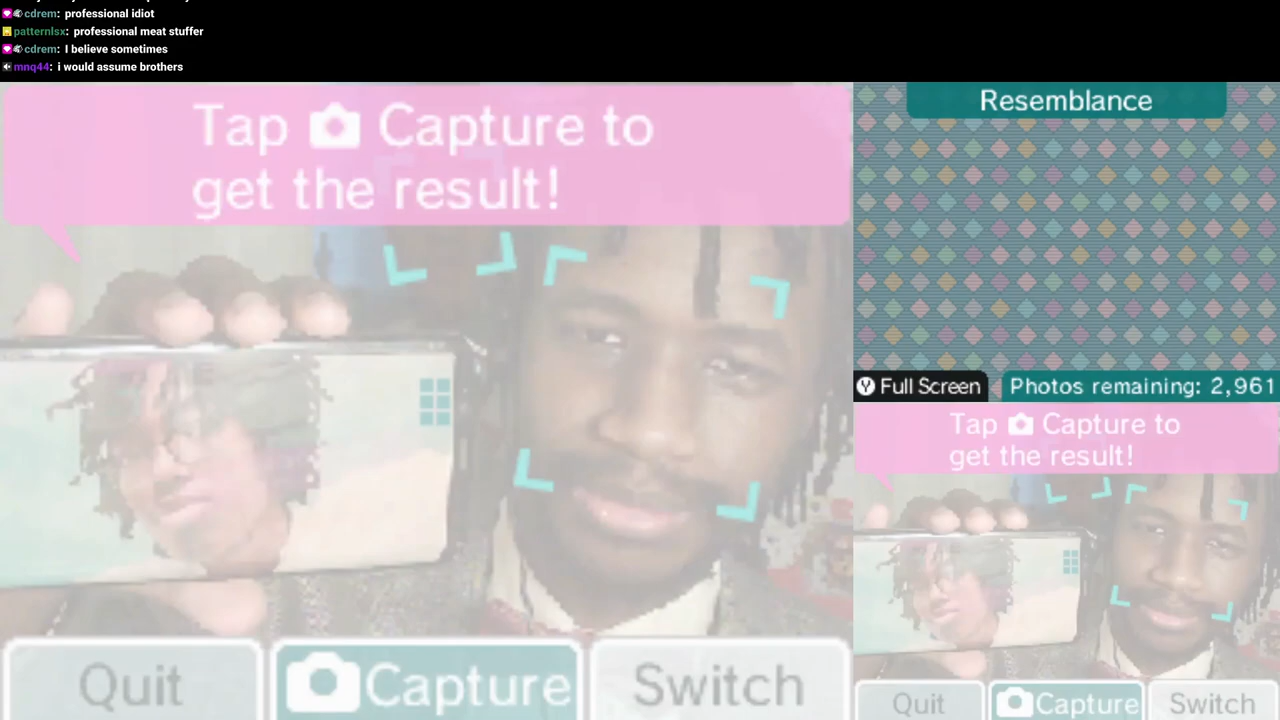 cdrem: professional idiot
patternlsx: professional meat stuffer
cdrem: I believe sometimes
mnq44: i would assume brothers
Tap Capture to
get the result!
Quit
Capture
Switch
Resemblance
Y Full Screen
Photos remaining: 2,961
Tap Capture to
get the result!
Quit
Capture
Switch